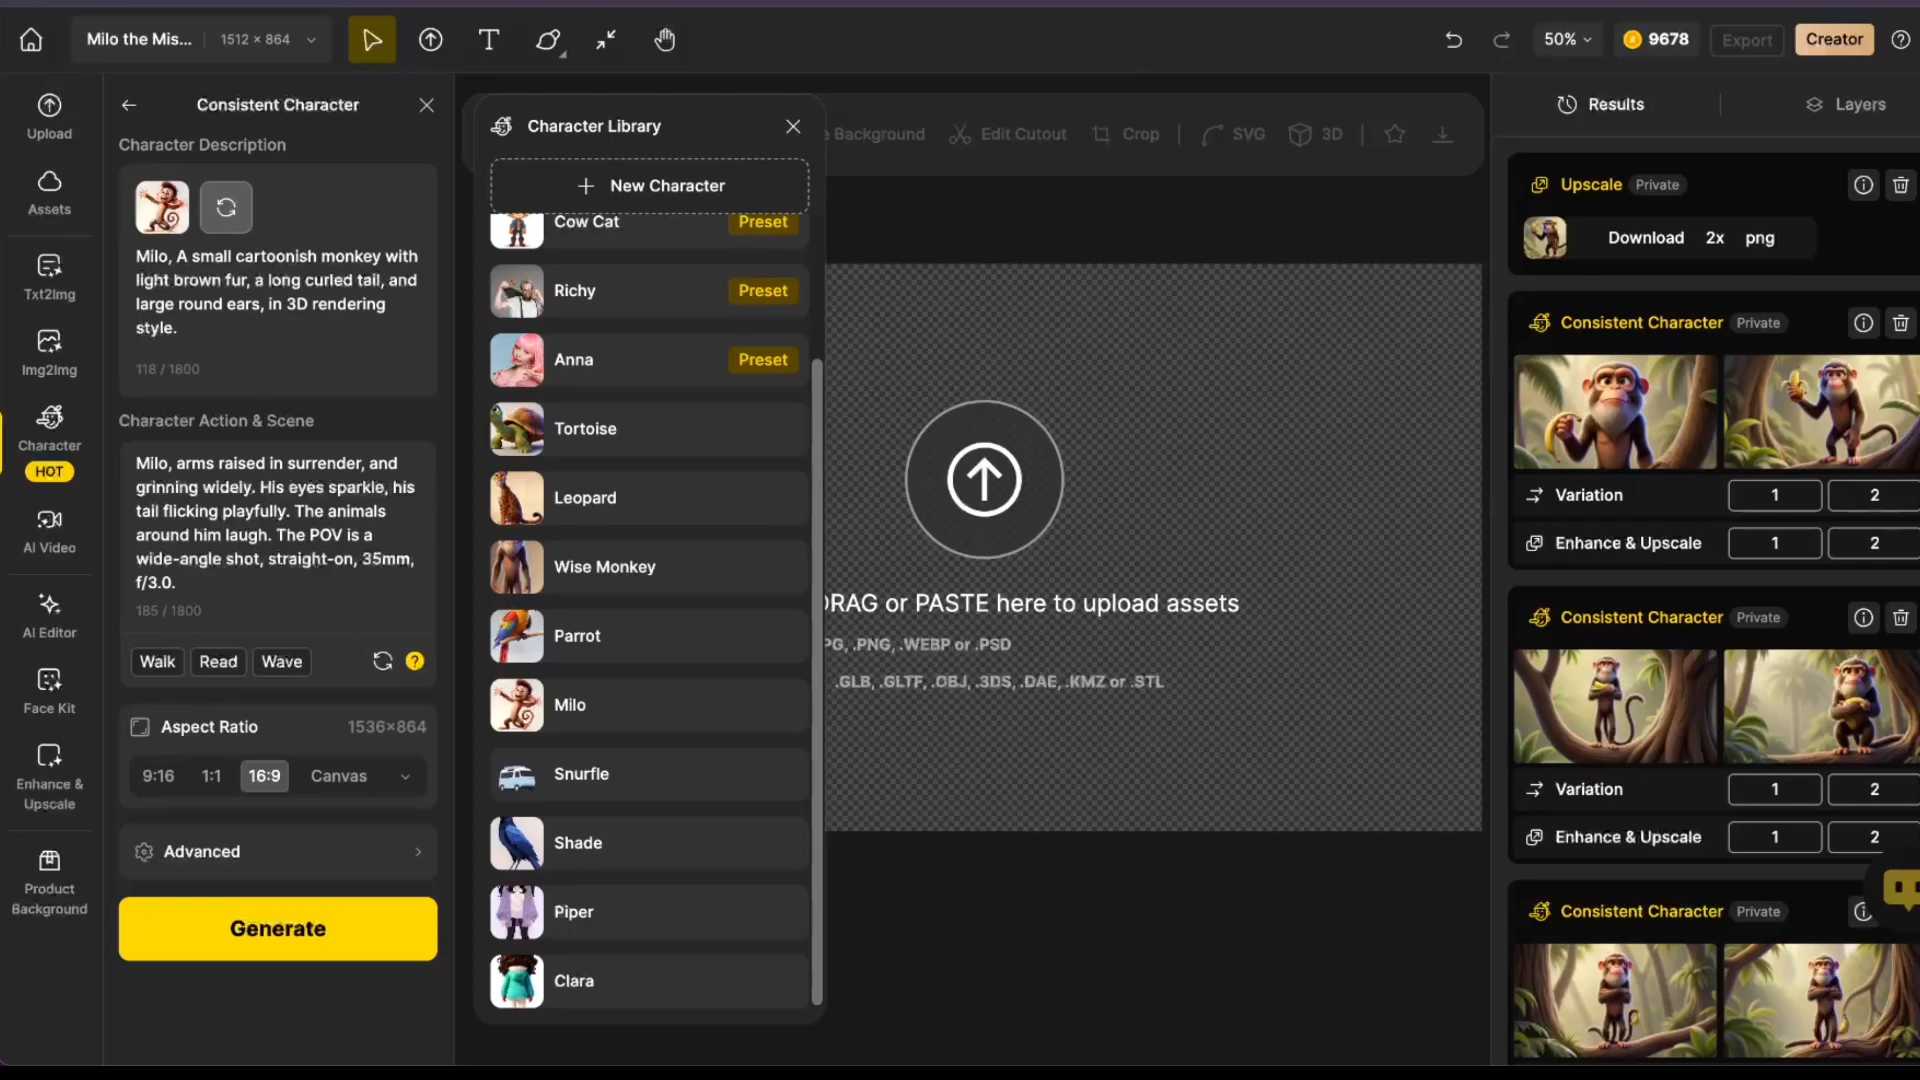 Milo the Mis...
1512 × 864
50%
9678
Export
Creator
Upload
Assets
Txt2Img
Img2Img
Character
HOT
AI Video
AI Editor
Face Kit
Enhance &
Upscale
Product
Background
Consistent Character
Character Description
Milo, A small cartoonish monkey with
light brown fur, a long curled tail, and
large round ears, in 3D rendering
style.
118 / 1800
Character Action & Scene
Milo, arms raised in surrender, and
grinning widely. His eyes sparkle, his
tail flicking playfully. The animals
around him laugh. The POV is a
wide-angle shot, straight-on, 35mm,
f/3.0.
185 / 1800
Walk
Read
Wave
Aspect Ratio
1536×864
9:16
1:1
16:9
Canvas
Advanced
Generate
Character Library
+ New Character
Cow Cat
Preset
Richy
Preset
Anna
Preset
Tortoise
Leopard
Wise Monkey
Parrot
Milo
Snurfle
Shade
Piper
Clara
Background
Edit Cutout
Crop
SVG
3D
or PASTE here to upload assets
.PNG, .WEBP or .PSD
.GLB, .GLTF, .OBJ, .3DS, .DAE, .KMZ or .STL
Results
Layers
Upscale
Private
Download 2x png
Consistent Character
Private
Variation
1
2
Enhance & Upscale
1
2
Consistent Character
Private
Variation
1
2
Enhance & Upscale
1
2
Consistent Character
Private